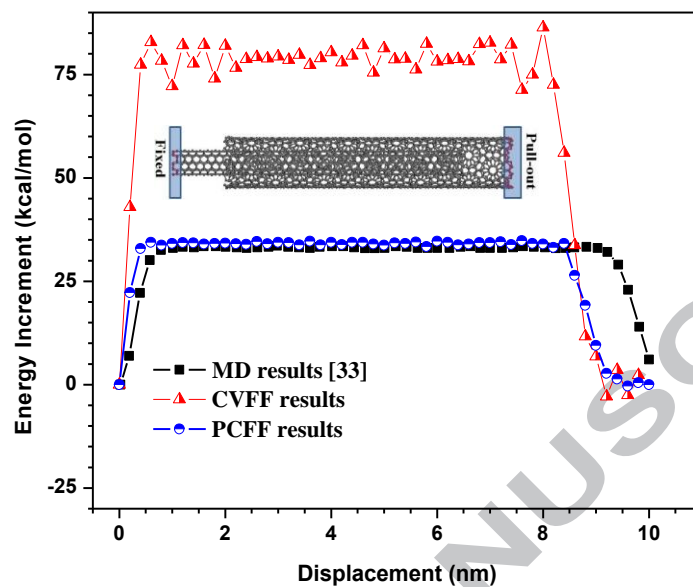 75
50
25
0
-25
0
2
4
6
8
10
Energy Increment (kcal/mol)
Displacement (nm)
Fixed
Pull-out
MD results [33]
CVFF results
PCFF results
NUSC